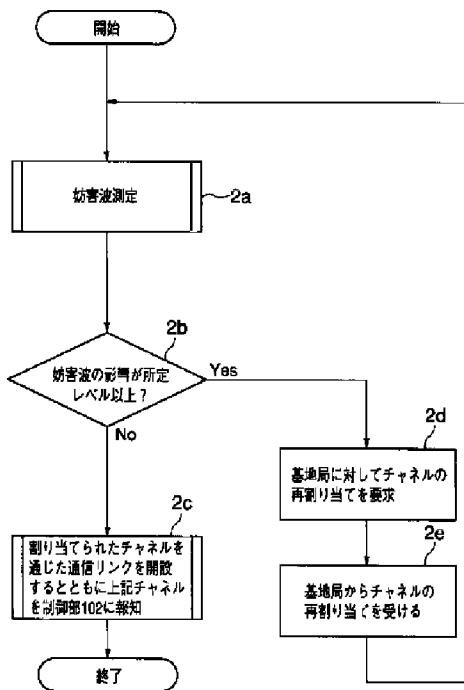 開始
妨害波測定
2a
2b
妨害波の影響が所定
レベル以上？
Yes
No
2d
基地局に対してチャネルの
再割り当てを要求
2c
割り当てられたチャネルを
通じた通信リンクを開設
するとともに上記チャネル
を制御部102に報知
2e
基地局からチャネルの
再割り当てを受ける
終了